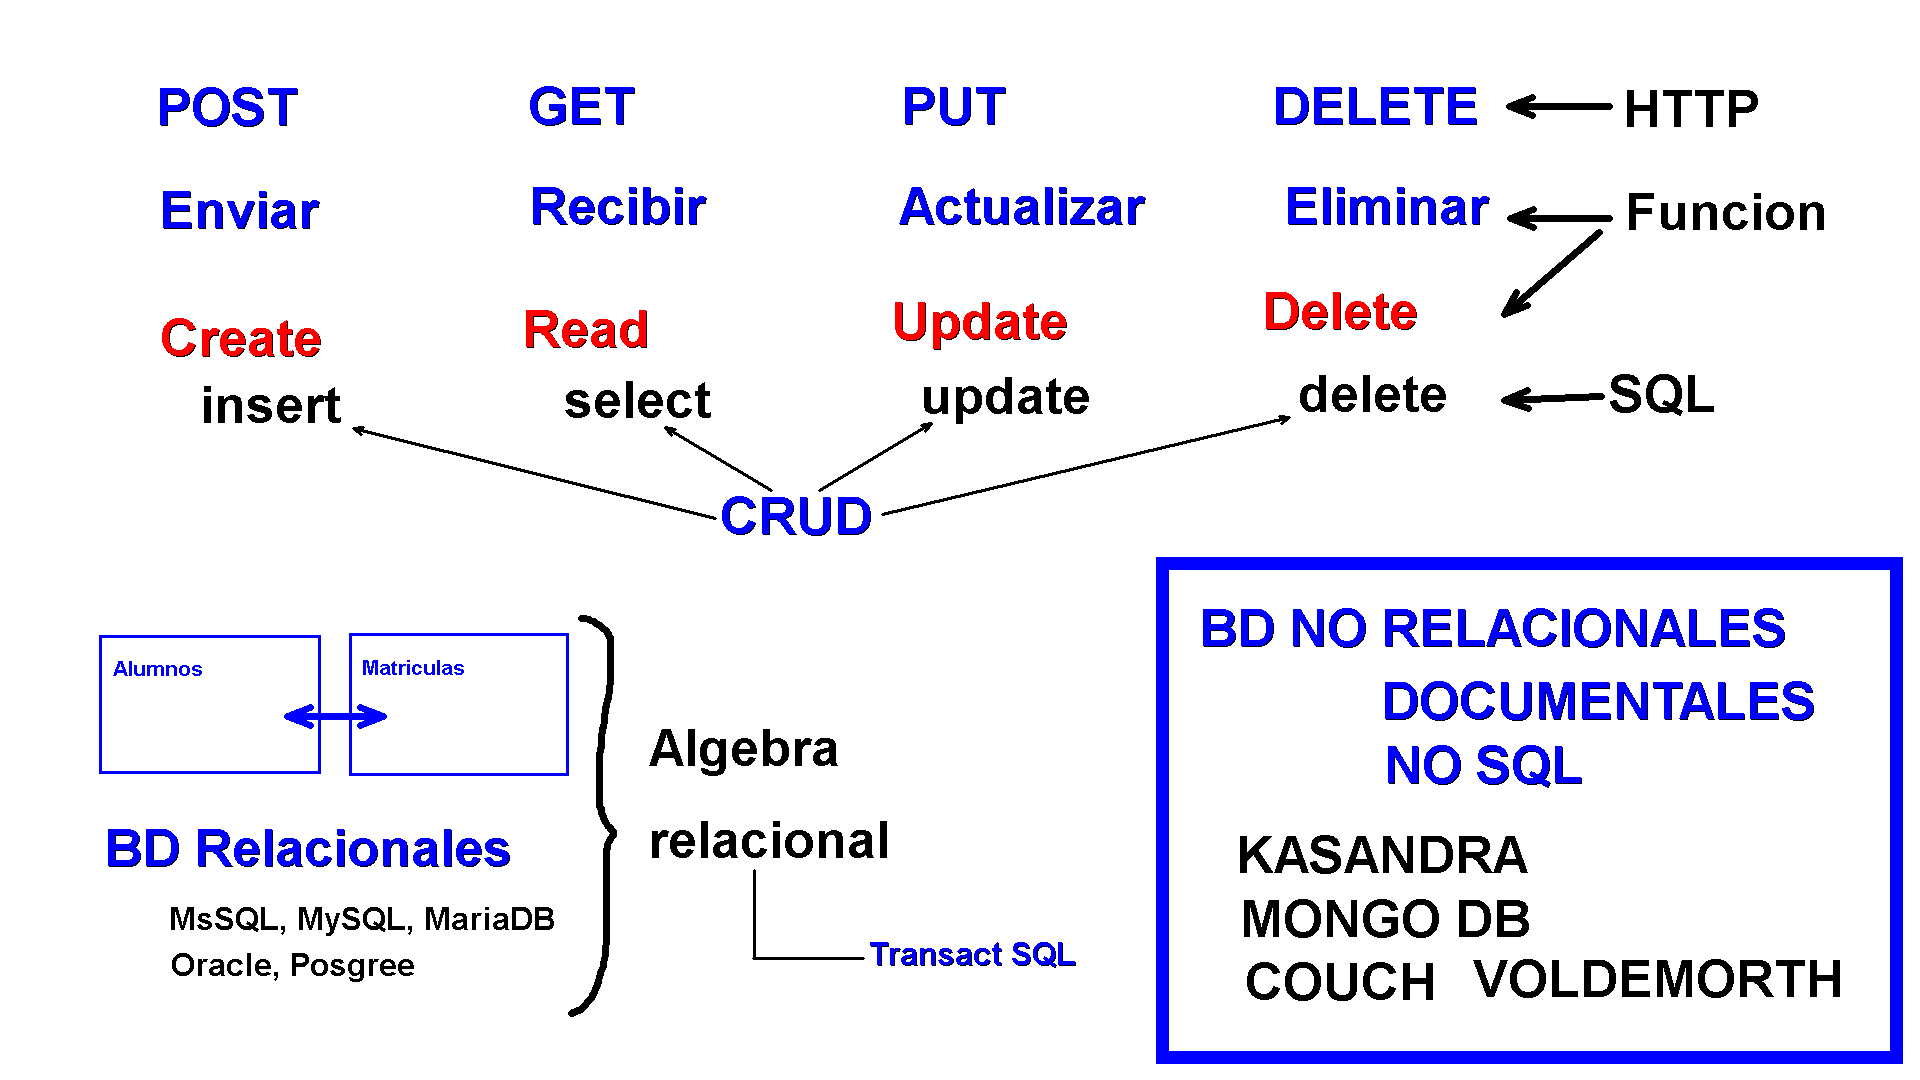 POST GET PUT DELETE HTTP
Enviar Recibir Actualizar Eliminar Funcion
Create Read Update Delete
insert select update delete SQL
CRUD
Alumnos Matriculas
BD Relacionales
MsSQL, MySQL, MariaDB
Oracle, Posgree
Algebra
relacional
Transact SQL
BD NO RELACIONALES
DOCUMENTALES
NO SQL
KASANDRA
MONGO DB
COUCH VOLDEMORTH